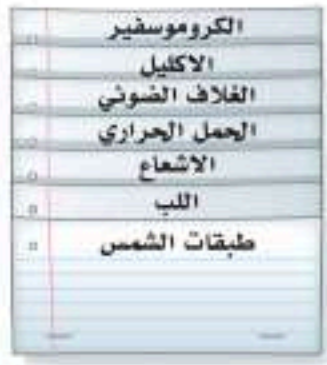 الكروموسفير
الاكليل
الغلاف الضوئي
الحمل الحراري
الاشعاع
اللب
طبقات الشمس